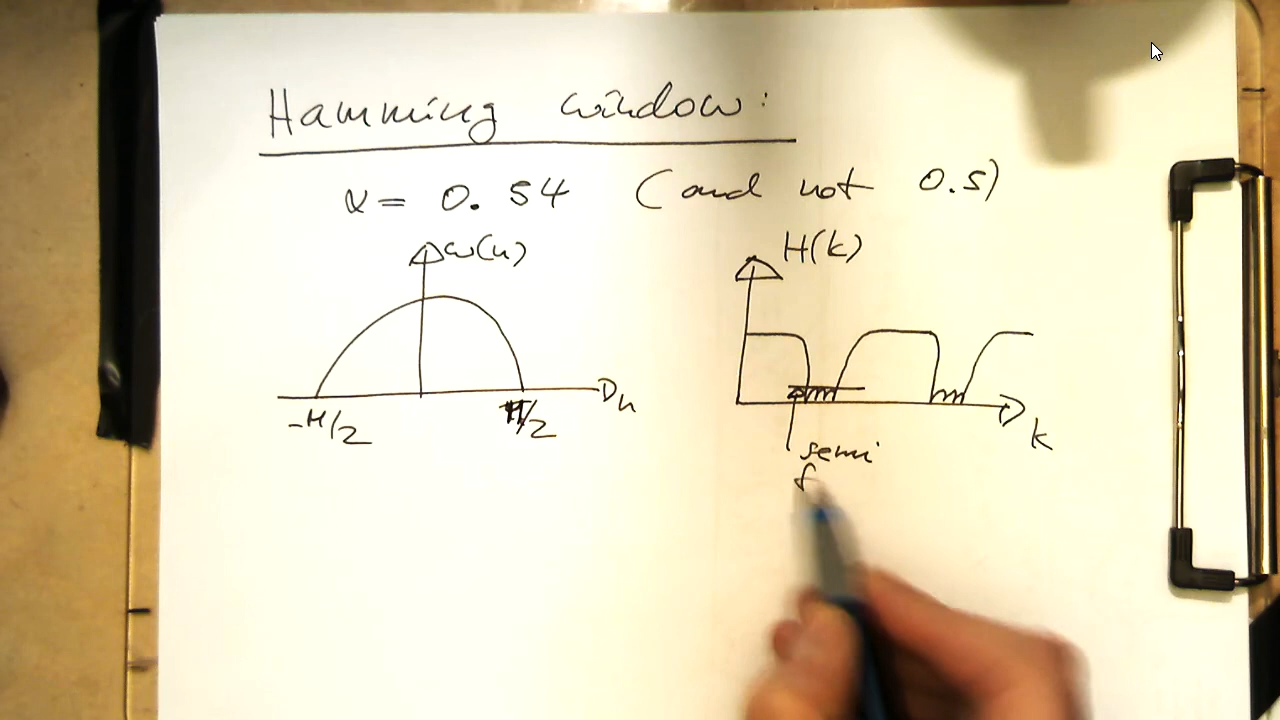 Hamming window:
α = 0.54 (and not 0.5)
w(n)
H(k)
n
-M/2
M/2
k
semi
f